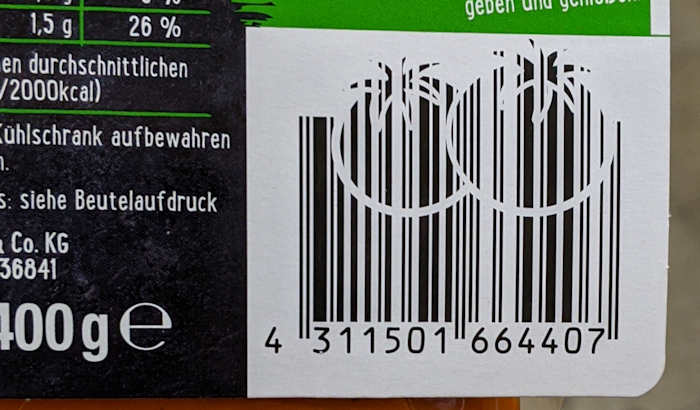 geben und genießen.
1,5 g 26 %
en durchschnittlichen
/2000kcal)
Kühlschrank aufbewahren
n.
s: siehe Beutelaufdruck
& Co. KG
36841
400g e
4 311501 664407